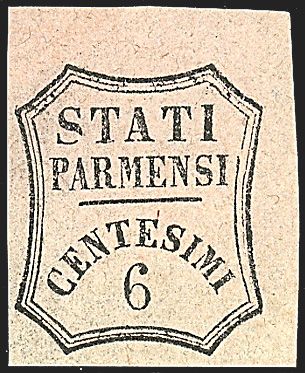 STATI
PARMENSI
CENTESIMI
6